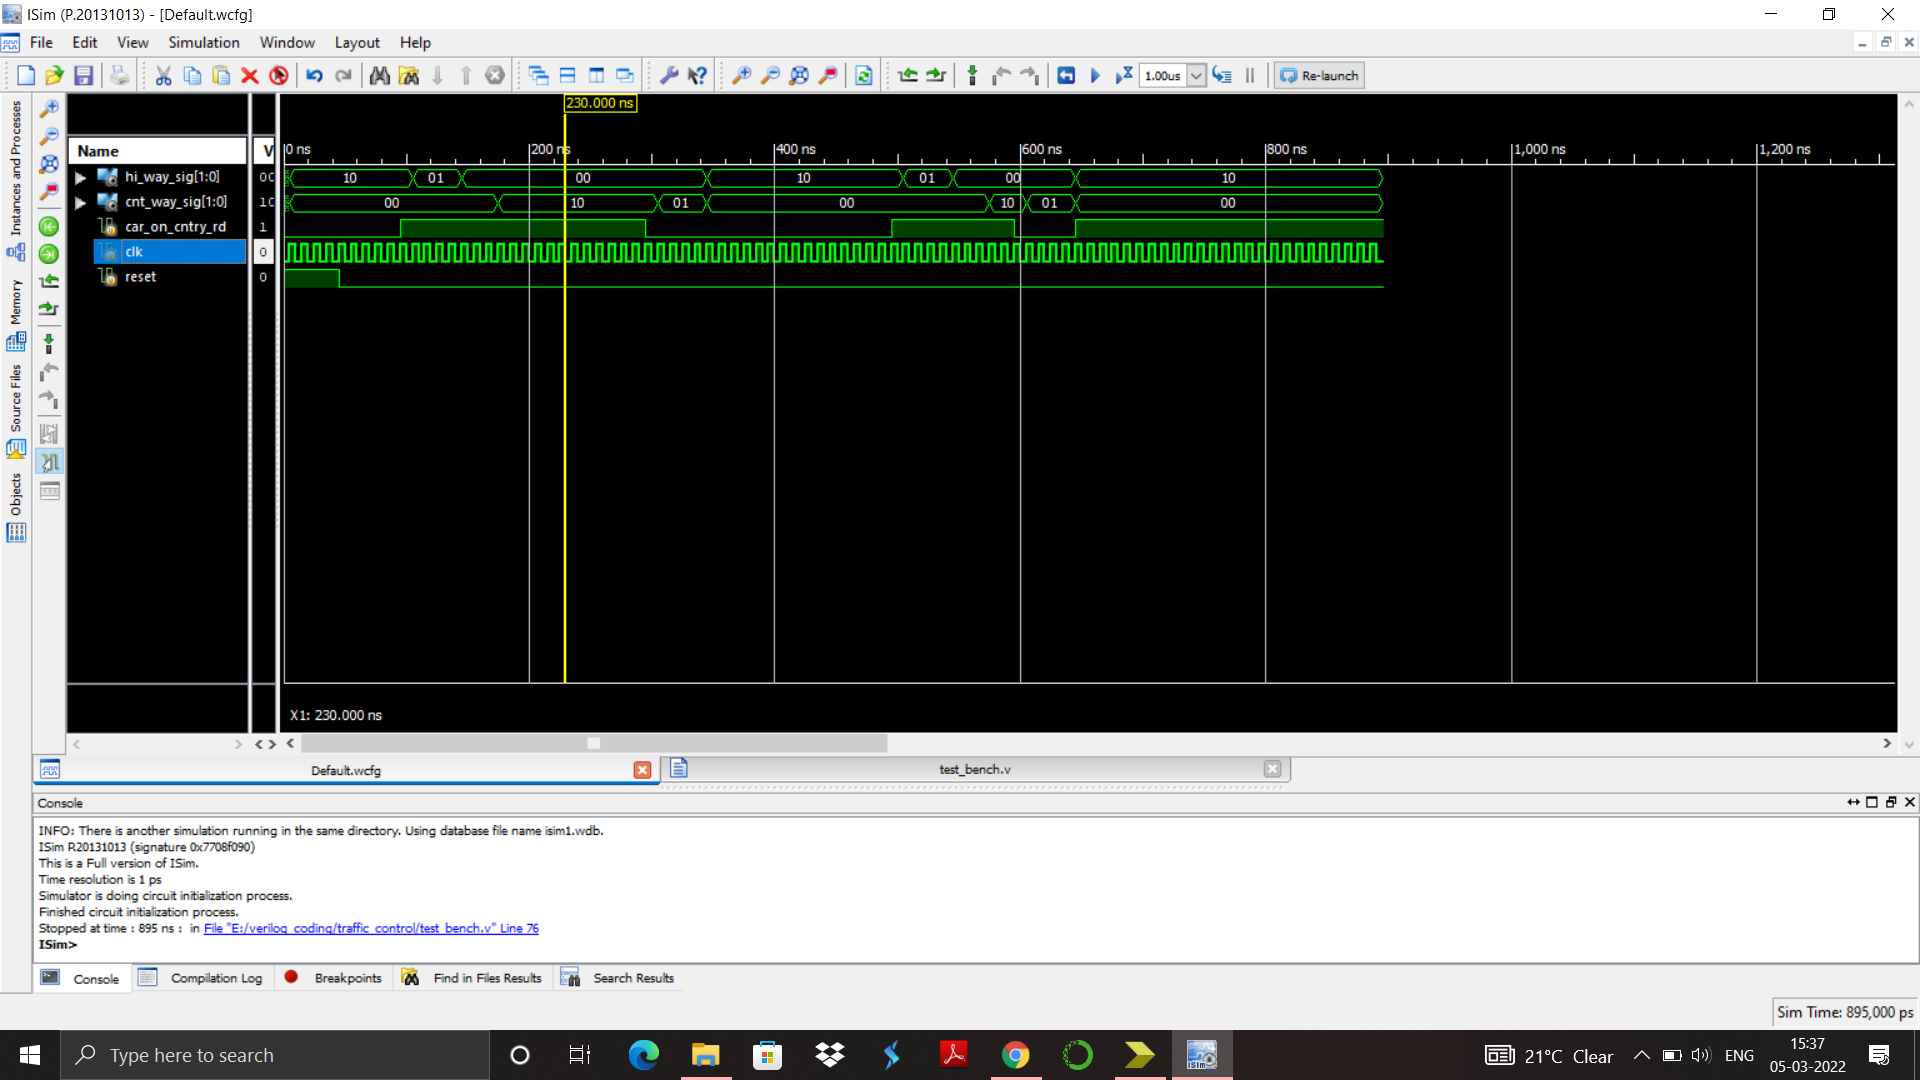 ISim (P.20131013) - [Default.wcfg]
File Edit View Simulation Window Layout Help
1.00us Re-launch
230.000 ns
Name V 0 ns 200 ns 400 ns 600 ns 800 ns 1,000 ns 1,200 ns
hi_way_sig[1:0] 10 01 00 10 01 00 10
cnt_way_sig[1:0] 00 10 01 00 10 01 00
car_on_cntry_rd 1
clk 0
reset 0
X1: 230.000 ns
Instances and Processes
Memory
Source Files
Objects
Default.wcfg test_bench.v
Console
INFO: There is another simulation running in the same directory. Using database file name isim1.wdb.
ISim P.20131013 (signature 0x7708f090)
This is a Full version of ISim.
Time resolution is 1 ps
Simulator is doing circuit initialization process.
Finished circuit initialization process.
Stopped at time : 895 ns : in File "E:/verilog_coding/traffic_control/test_bench.v" Line 76
ISim>
Console Compilation Log Breakpoints Find in Files Results Search Results
Sim Time: 895,000 ps
Type here to search
21°C Clear
ENG
15:37
05-03-2022